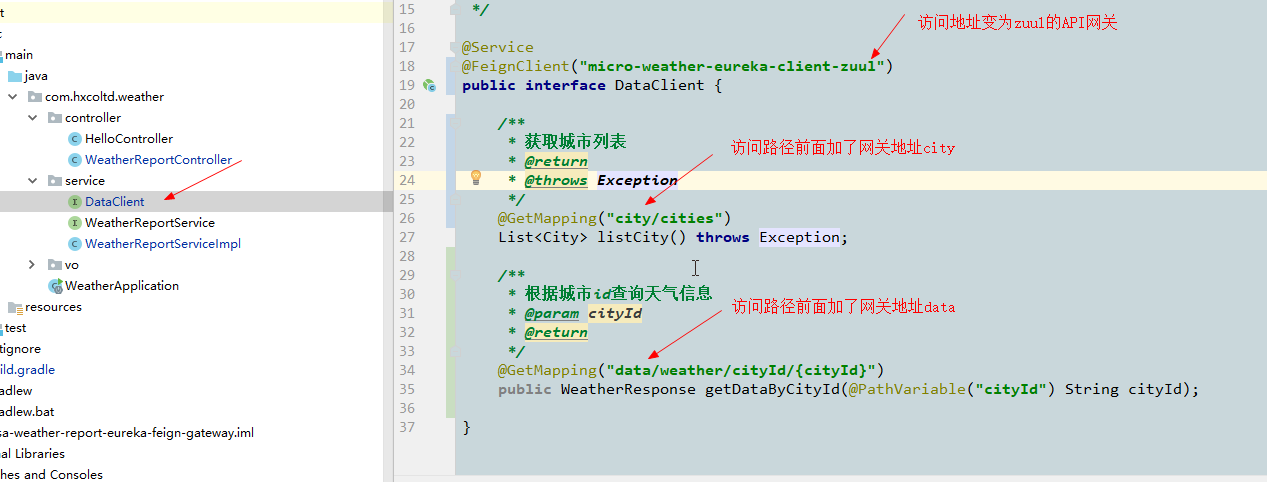 t
main
java
com.hxcoltd.weather
controller
HelloController
WeatherReportController
service
DataClient
WeatherReportService
WeatherReportServiceImpl
vo
WeatherApplication
resources
test
tignore
ild.gradle
adlew
adlew.bat
sa-weather-report-eureka-feign-gateway.iml
al Libraries
hes and Consoles
15 */
16
17 @Service
18 @FeignClient("micro-weather-eureka-client-zuul")
19 public interface DataClient {
20
21 /**
22 * 获取城市列表
23 * @return
24 * @throws Exception
25 */
26 @GetMapping("city/cities")
27 List<City> listCity() throws Exception;
28
29 /**
30 * 根据城市id查询天气信息
31 * @param cityId
32 * @return
33 */
34 @GetMapping("data/weather/cityId/{cityId}")
35 public WeatherResponse getDataByCityId(@PathVariable("cityId") String cityId);
36
37 }
访问地址变为zuul的API网关
访问路径前面加了网关地址city
访问路径前面加了网关地址data